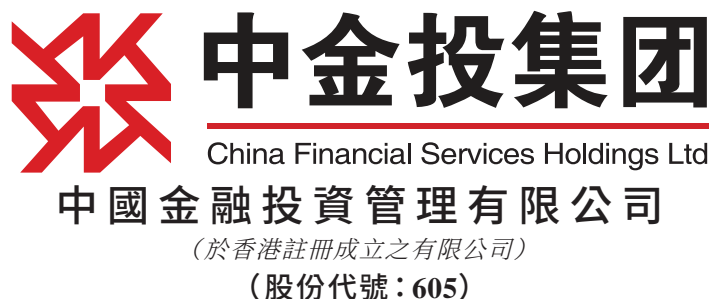 中金投集团
China Financial Services Holdings Ltd
中國金融投資管理有限公司
（於香港註冊成立之有限公司）
（股份代號：605）